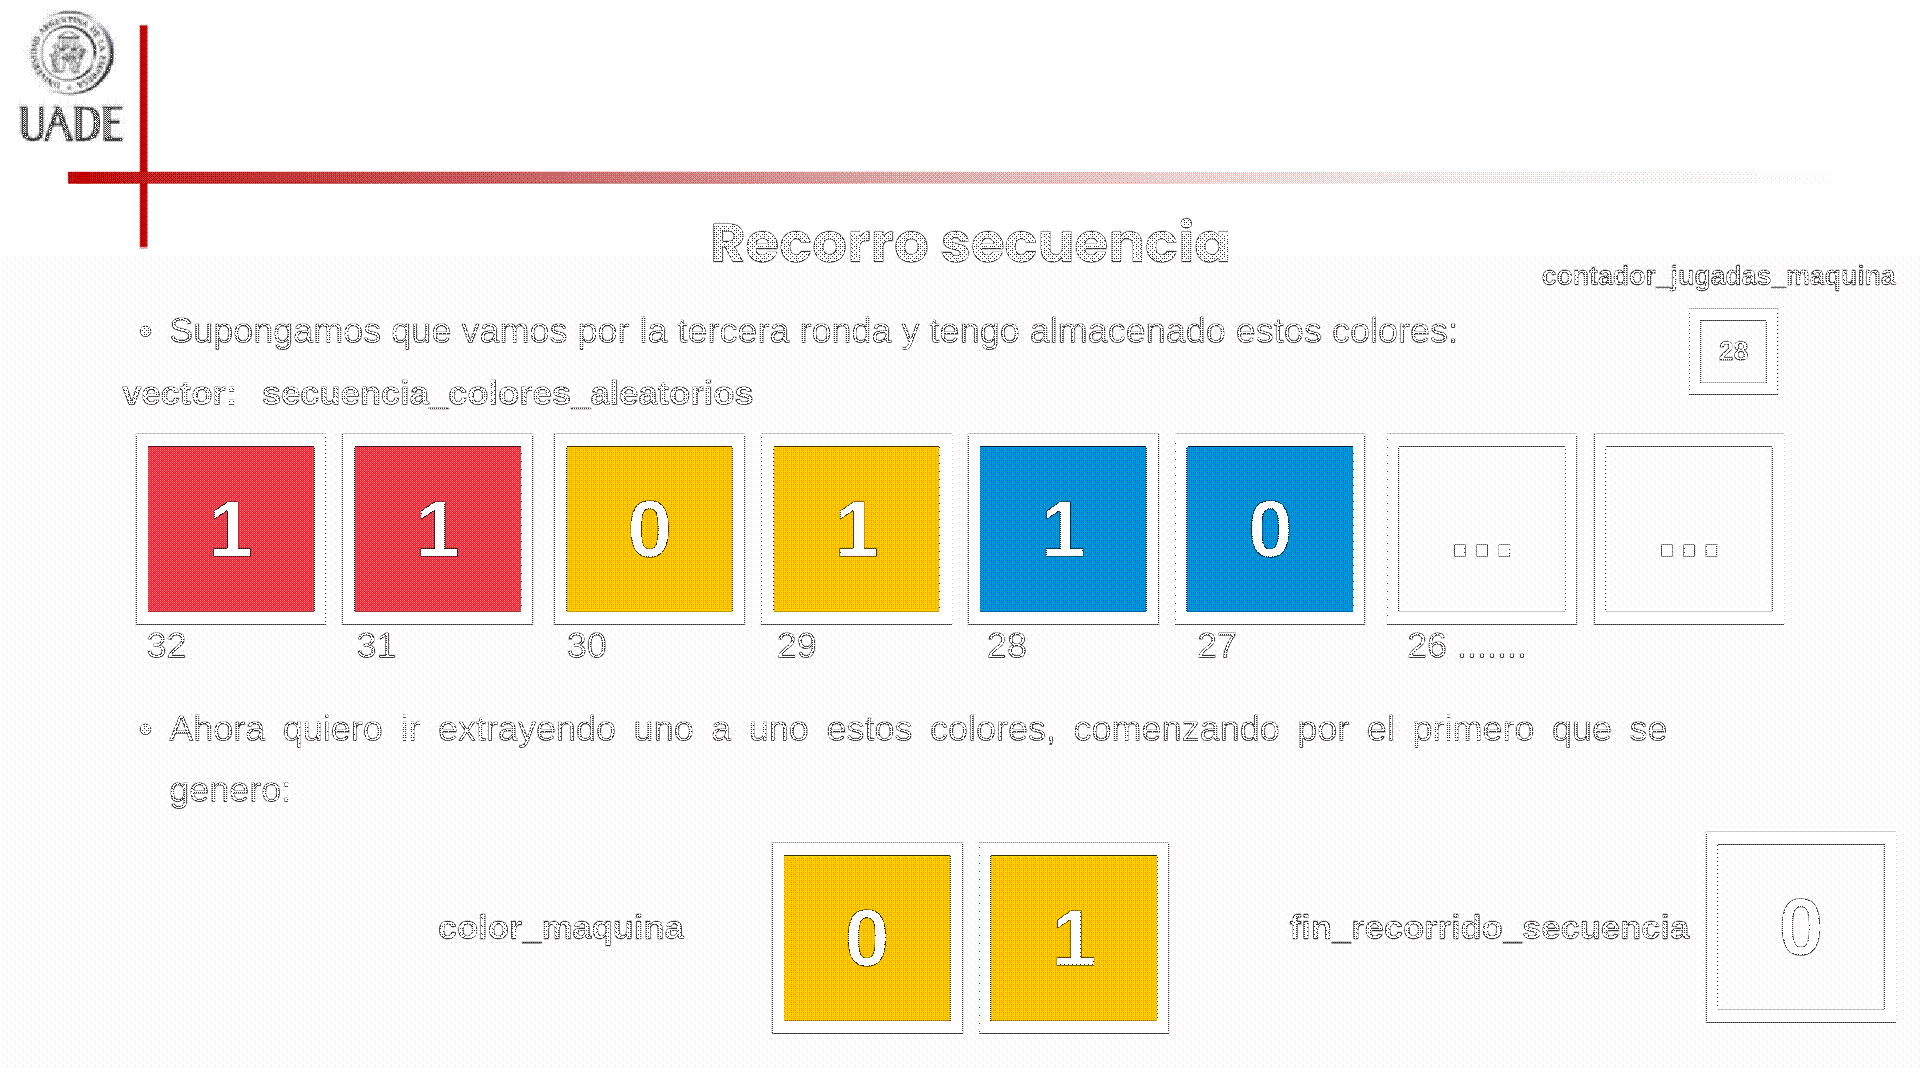 UADE
Recorro secuencia
contador_jugadas_maquina
• Supongamos que vamos por la tercera ronda y tengo almacenado estos colores:
28
vector: secuencia_colores_aleatorios
1 1 0 1 1 0 ... ...
32 31 30 29 28 27 26 .......
• Ahora quiero ir extrayendo uno a uno estos colores, comenzando por el primero que se
genero:
color_maquina 0 1 fin_recorrido_secuencia 0